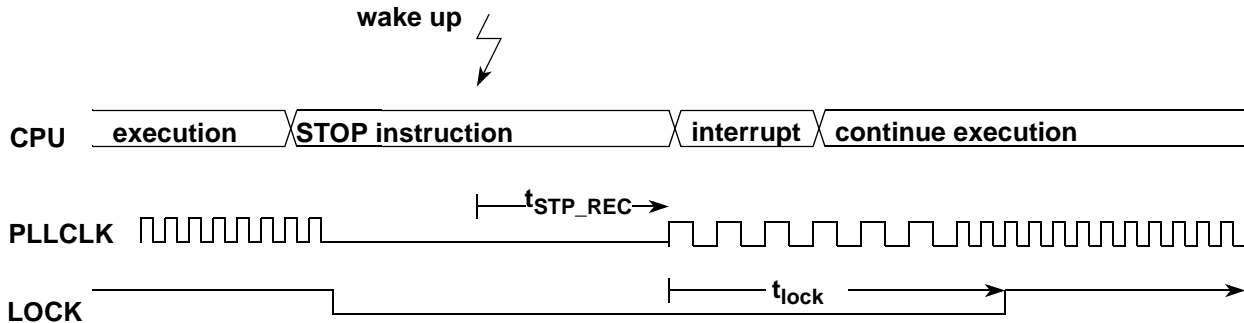 wake up
CPU execution STOP instruction interrupt continue execution
tSTP_REC
PLLCLK
tlock
LOCK